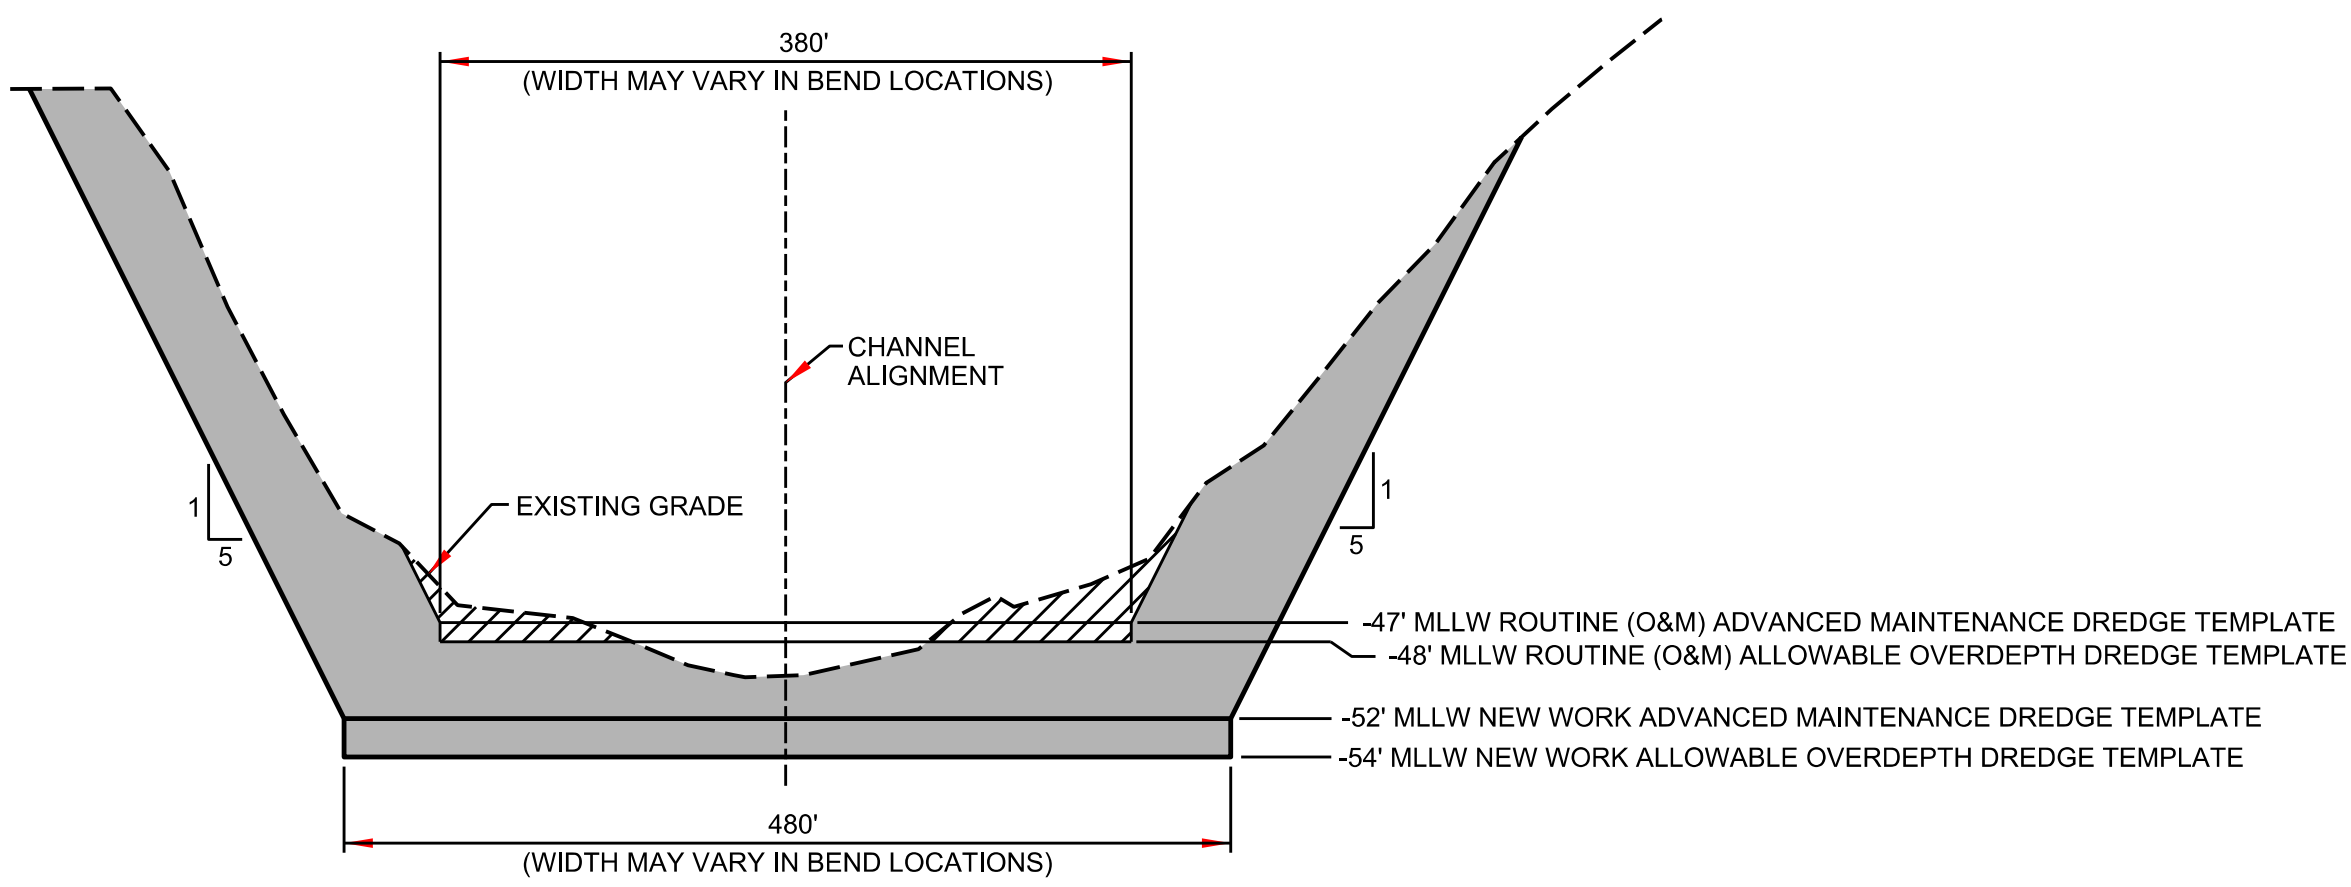 380'
(WIDTH MAY VARY IN BEND LOCATIONS)
CHANNEL
ALIGNMENT
EXISTING GRADE
1
5
1
5
-47' MLLW ROUTINE (O&M) ADVANCED MAINTENANCE DREDGE TEMPLATE
-48' MLLW ROUTINE (O&M) ALLOWABLE OVERDEPTH DREDGE TEMPLATE
-52' MLLW NEW WORK ADVANCED MAINTENANCE DREDGE TEMPLATE
-54' MLLW NEW WORK ALLOWABLE OVERDEPTH DREDGE TEMPLATE
480'
(WIDTH MAY VARY IN BEND LOCATIONS)